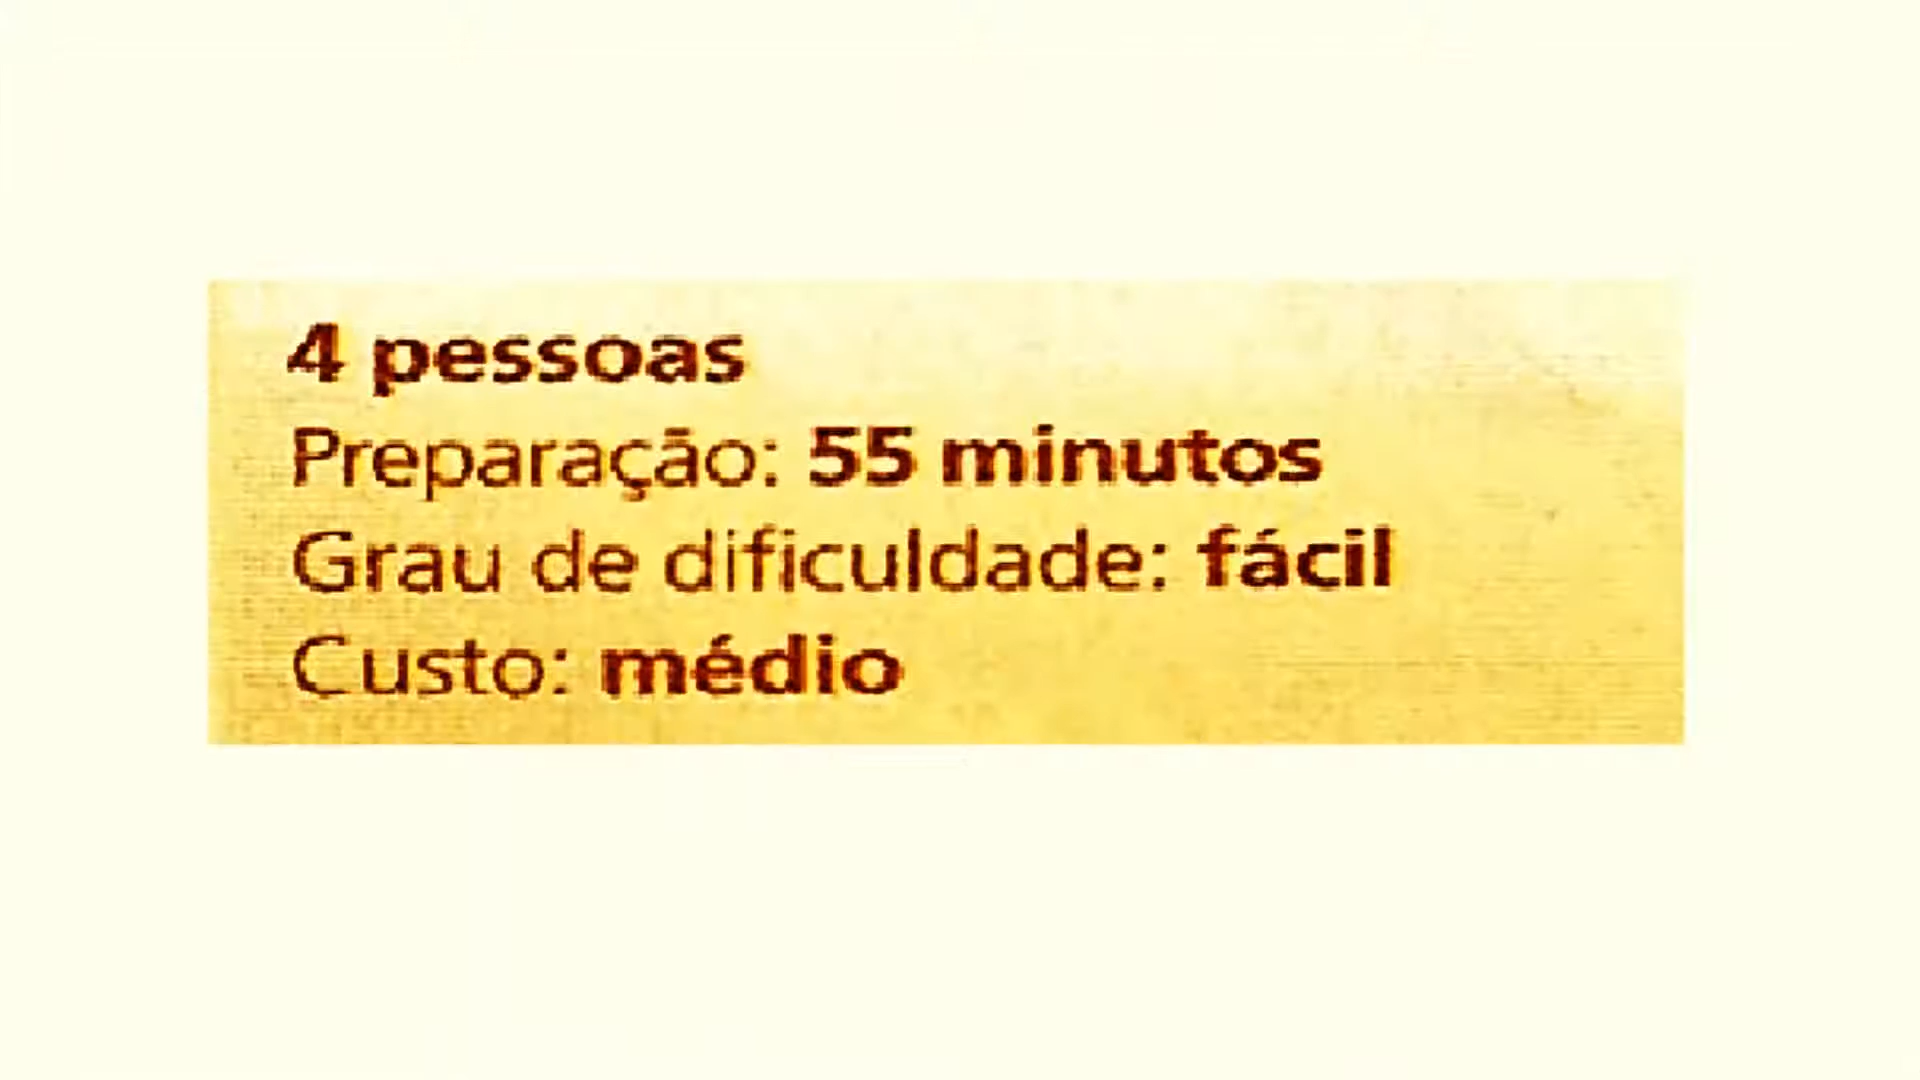 4 pessoas
Preparação: 55 minutos
Grau de dificuldade: fácil
Custo: médio